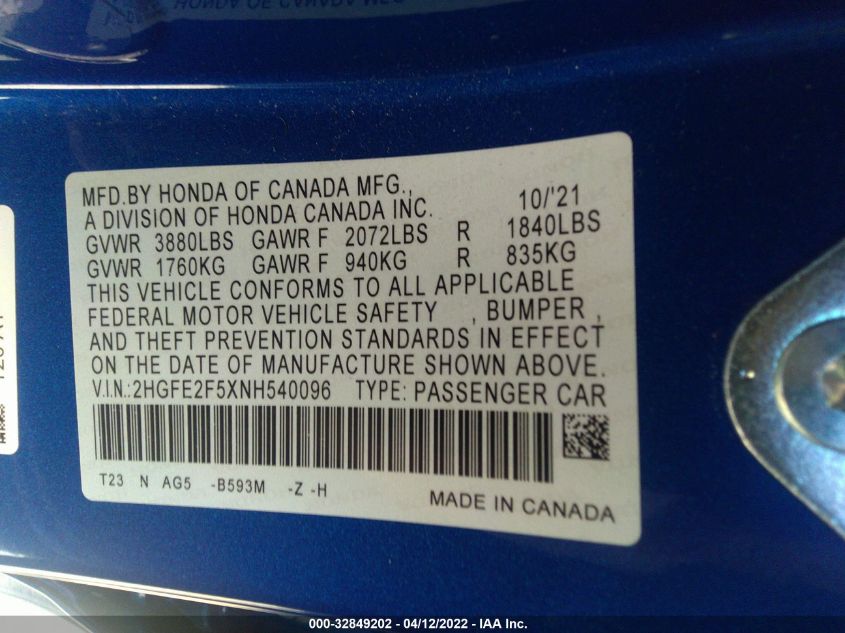 MFD.BY HONDA OF CANADA MFG.,
A DIVISION OF HONDA CANADA INC. 10/'21
GVWR 3880LBS GAWR F 2072LBS R 1840LBS
GVWR 1760KG GAWR F 940KG R 835KG
THIS VEHICLE CONFORMS TO ALL APPLICABLE
FEDERAL MOTOR VEHICLE SAFETY , BUMPER ,
AND THEFT PREVENTION STANDARDS IN EFFECT
ON THE DATE OF MANUFACTURE SHOWN ABOVE.
V.I.N.:2HGFE2F5XNH540096 TYPE: PASSENGER CAR
T23 N AG5 -B593M -Z -H
MADE IN CANADA
000-32849202 - 04/12/2022 - IAA Inc.